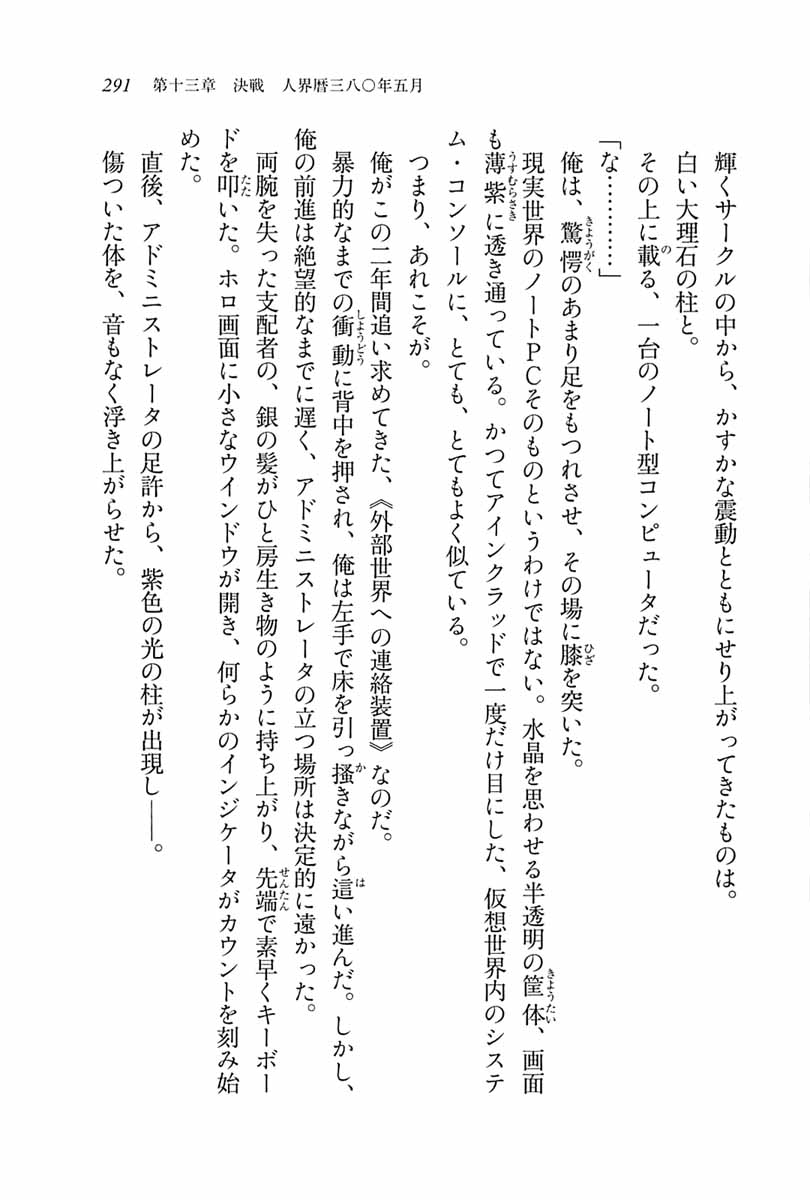 291　第十三章　決戦　人界暦三八〇年五月
輝くサークルの中から、かすかな震動とともにせり上がってきたものは。
白い大理石の柱と。
その上に載る、一台のノート型コンピュータだった。
「な…………」
俺は、驚愕のあまり足をもつれさせ、その場に膝を突いた。
現実世界のノートPCそのものというわけではない。水晶を思わせる半透明の筐体、画面
も薄紫に透き通っている。かつてアインクラッドで一度だけ目にした、仮想世界内のシステ
ム・コンソールに、とても、とてもよく似ている。
つまり、あれこそが。
俺がこの二年間追い求めてきた、《外部世界への連絡装置》なのだ。
暴力的なまでの衝動に背中を押され、俺は左手で床を引っ掻きながら這い進んだ。しかし、
俺の前進は絶望的なまでに遅く、アドミニストレータの立つ場所は決定的に遠かった。
両腕を失った支配者の、銀の髪がひと房生き物のように持ち上がり、先端で素早くキーボー
ドを叩いた。ホロ画面に小さなウインドウが開き、何らかのインジケータがカウントを刻み始
めた。
直後、アドミニストレータの足許から、紫色の光の柱が出現し――。
傷ついた体を、音もなく浮き上がらせた。